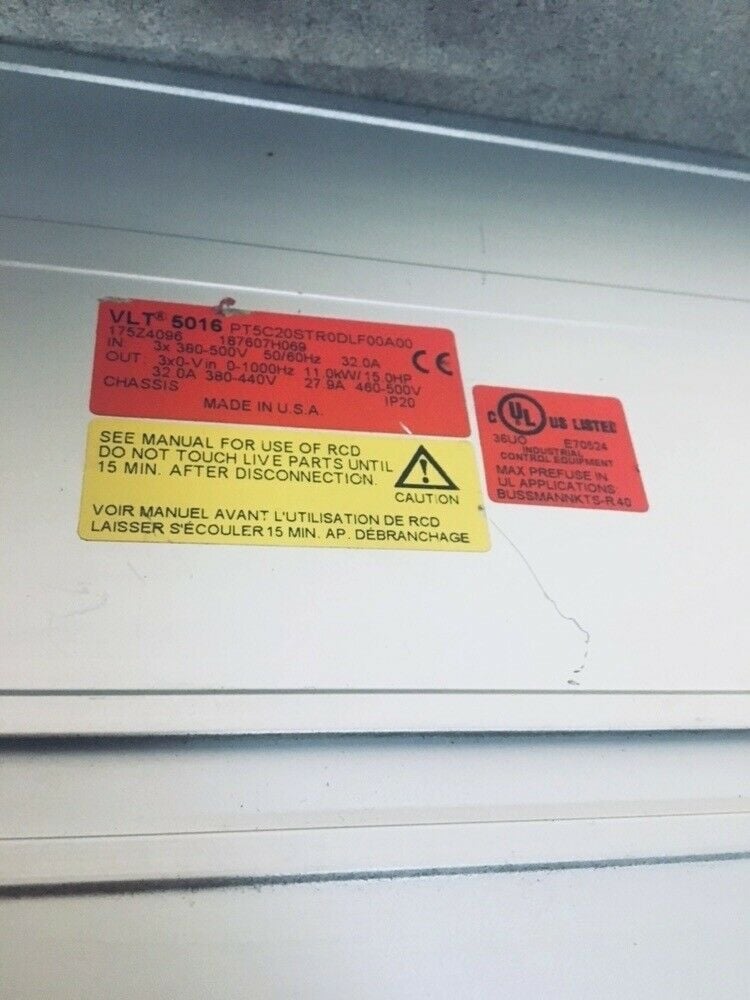 VLT® 5016 PT5C20STR0DLF00A00
175Z4096 187607H069
IN 3x 380-500V 50/60Hz 32.0A
OUT 3x0-Vin 0-1000Hz 11.0kW/15.0HP
32.0A 380-440V 27.9A 460-500V
CHASSIS IP20
MADE IN U.S.A.
CE
SEE MANUAL FOR USE OF RCD
DO NOT TOUCH LIVE PARTS UNTIL
15 MIN. AFTER DISCONNECTION.
CAUTION
VOIR MANUEL AVANT L'UTILISATION DE RCD
LAISSER S'ÉCOULER 15 MIN. AP. DÉBRANCHAGE
C UL US LISTED
36UO E70524
INDUSTRIAL
CONTROL EQUIPMENT
MAX PREFUSE IN
UL APPLICATIONS
BUSSMANNKTS-R.40